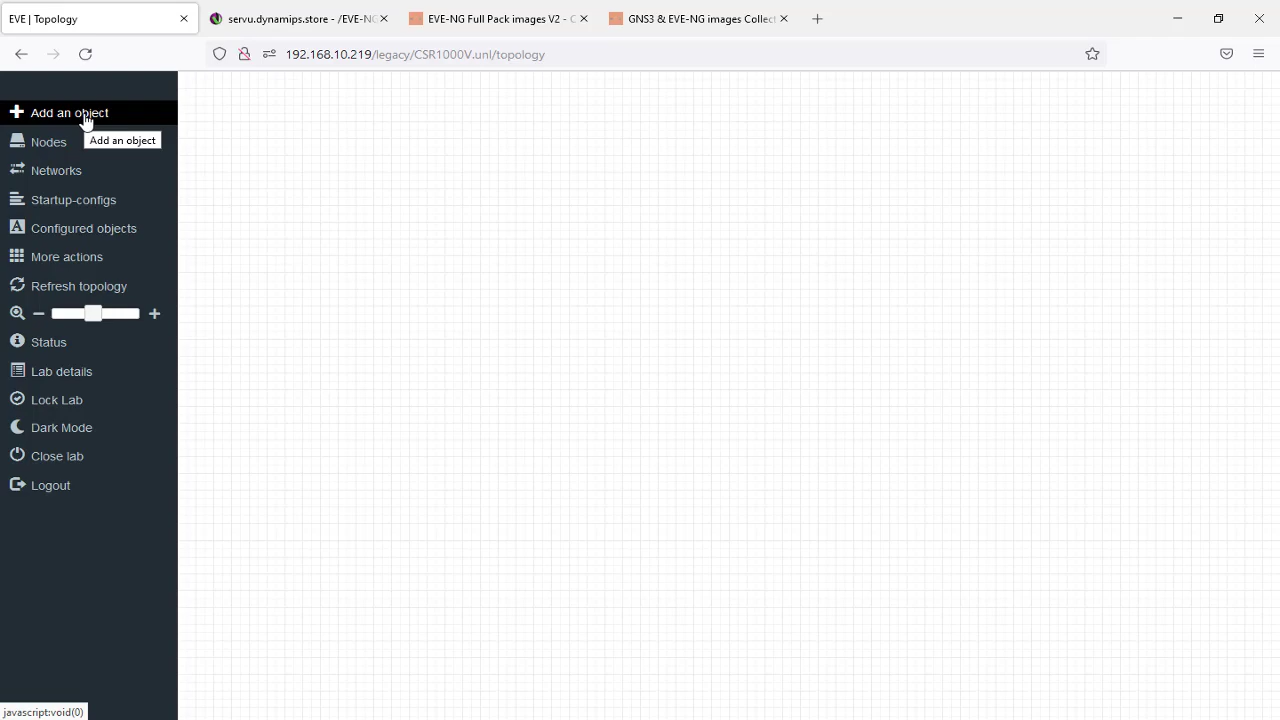 EVE | Topology
servu.dynamips.store - /EVE-NG
EVE-NG Full Pack images V2 - C
GNS3 & EVE-NG images Collect
192.168.10.219/legacy/CSR1000V.unl/topology
Add an object
Add an object
Nodes
Networks
Startup-configs
Configured objects
More actions
Refresh topology
Status
Lab details
Lock Lab
Dark Mode
Close lab
Logout
javascript:void(0)